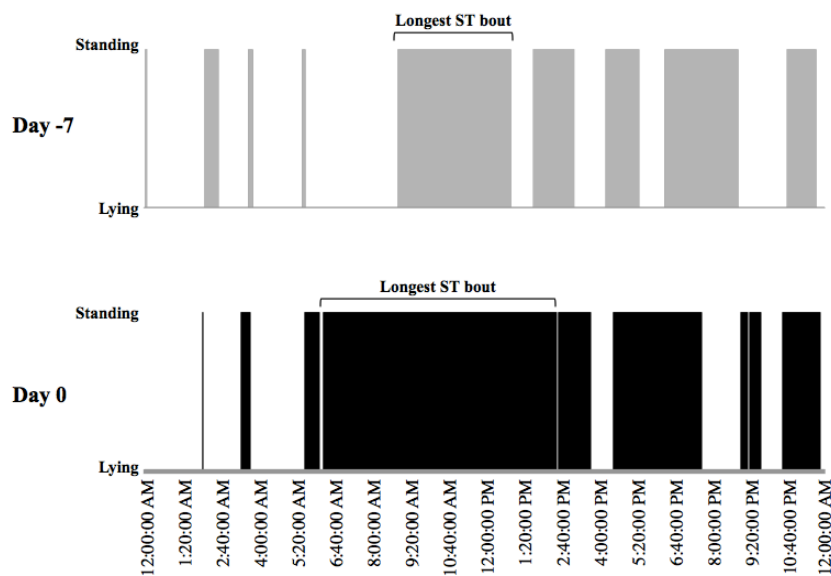 Longest ST bout
Standing
Day -7
Lying
Longest ST bout
Standing
Day 0
Lying
12:00:00 AM
1:20:00 AM
2:40:00 AM
4:00:00 AM
5:20:00 AM
6:40:00 AM
8:00:00 AM
9:20:00 AM
10:40:00 AM
12:00:00 PM
1:20:00 PM
2:40:00 PM
4:00:00 PM
5:20:00 PM
6:40:00 PM
8:00:00 PM
9:20:00 PM
10:40:00 PM
12:00:00 AM